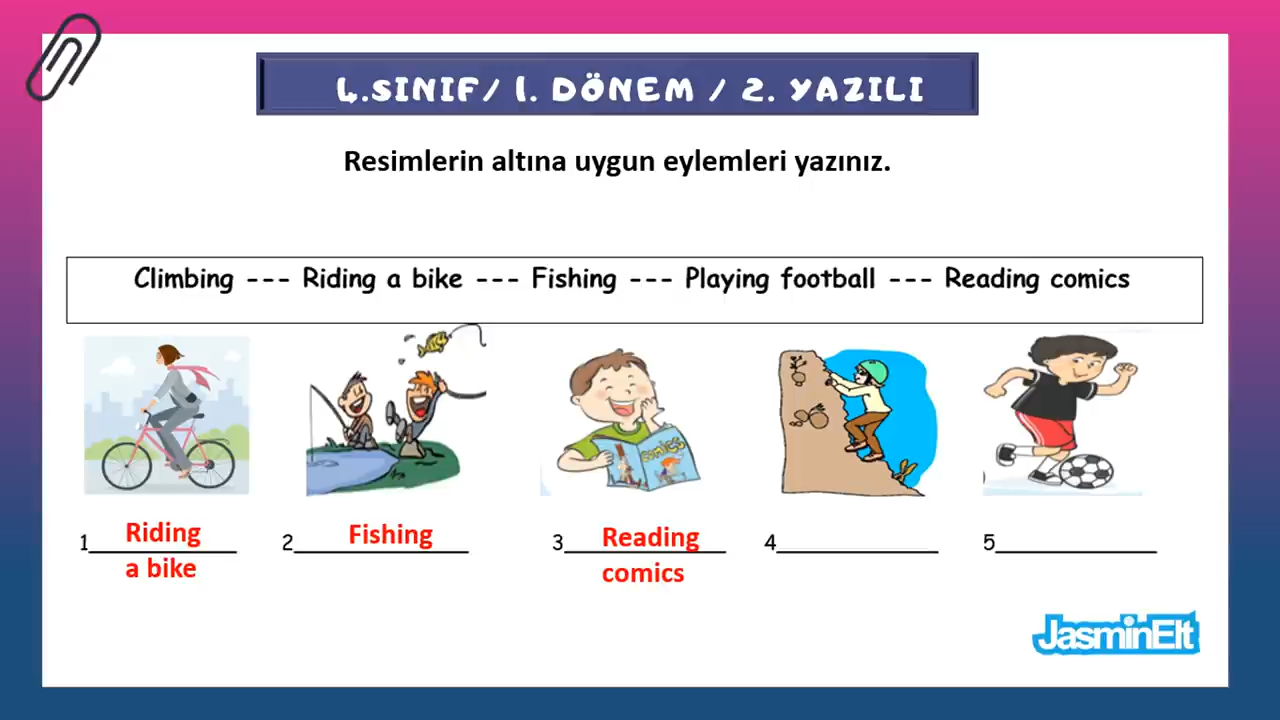 4.SINIF/ 1. DÖNEM / 2. YAZILI
Resimlerin altına uygun eylemleri yazınız.
Climbing --- Riding a bike --- Fishing --- Playing football --- Reading comics
comics
1 Riding a bike
2 Fishing
3 Reading comics
4
5
JasminElt